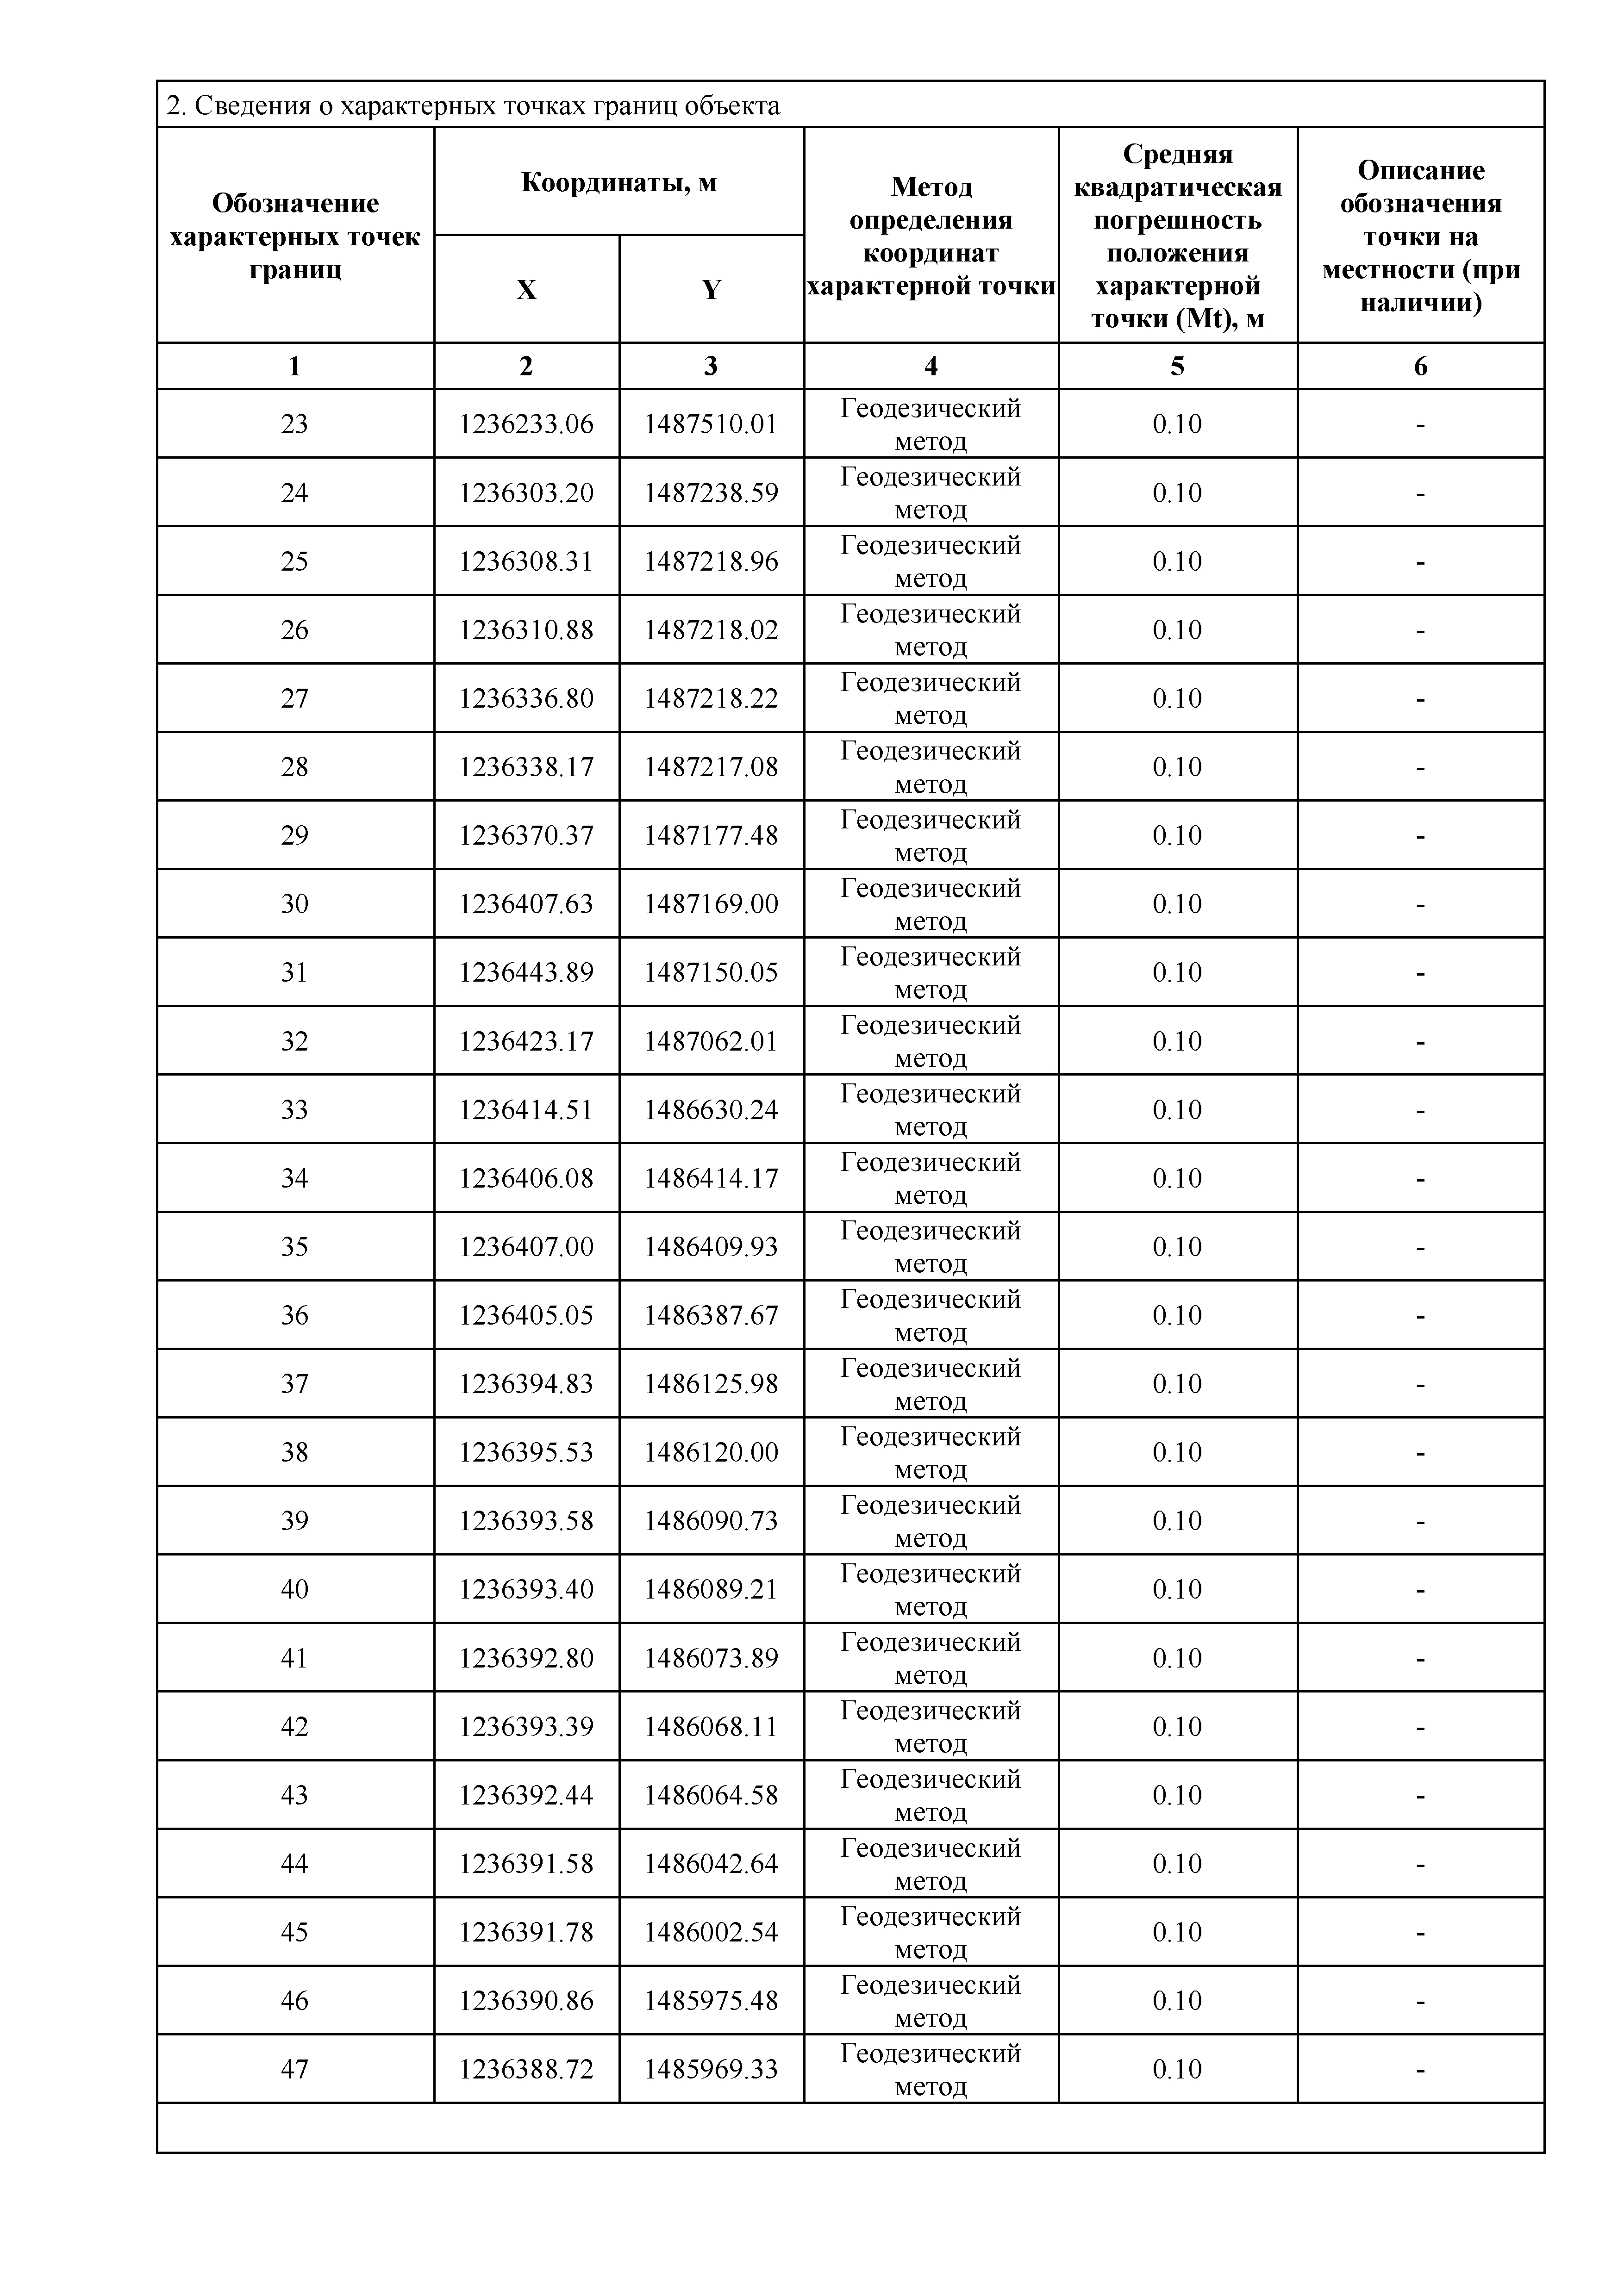 2. Сведения о характерных точках границ объекта
Обозначение
характерных точек
границ
Координаты, м
X
Y
Метод
определения
координат
характерной точки
Средняя
квадратическая
погрешность
положения
характерной
точки (Mt), м
Описание
обозначения
точки на
местности (при
наличии)
1 2 3 4 5 6
23 1236233.06 1487510.01 Геодезический
метод 0.10 -
24 1236303.20 1487238.59 Геодезический
метод 0.10 -
25 1236308.31 1487218.96 Геодезический
метод 0.10 -
26 1236310.88 1487218.02 Геодезический
метод 0.10 -
27 1236336.80 1487218.22 Геодезический
метод 0.10 -
28 1236338.17 1487217.08 Геодезический
метод 0.10 -
29 1236370.37 1487177.48 Геодезический
метод 0.10 -
30 1236407.63 1487169.00 Геодезический
метод 0.10 -
31 1236443.89 1487150.05 Геодезический
метод 0.10 -
32 1236423.17 1487062.01 Геодезический
метод 0.10 -
33 1236414.51 1486630.24 Геодезический
метод 0.10 -
34 1236406.08 1486414.17 Геодезический
метод 0.10 -
35 1236407.00 1486409.93 Геодезический
метод 0.10 -
36 1236405.05 1486387.67 Геодезический
метод 0.10 -
37 1236394.83 1486125.98 Геодезический
метод 0.10 -
38 1236395.53 1486120.00 Геодезический
метод 0.10 -
39 1236393.58 1486090.73 Геодезический
метод 0.10 -
40 1236393.40 1486089.21 Геодезический
метод 0.10 -
41 1236392.80 1486073.89 Геодезический
метод 0.10 -
42 1236393.39 1486068.11 Геодезический
метод 0.10 -
43 1236392.44 1486064.58 Геодезический
метод 0.10 -
44 1236391.58 1486042.64 Геодезический
метод 0.10 -
45 1236391.78 1486002.54 Геодезический
метод 0.10 -
46 1236390.86 1485975.48 Геодезический
метод 0.10 -
47 1236388.72 1485969.33 Геодезический
метод 0.10 -